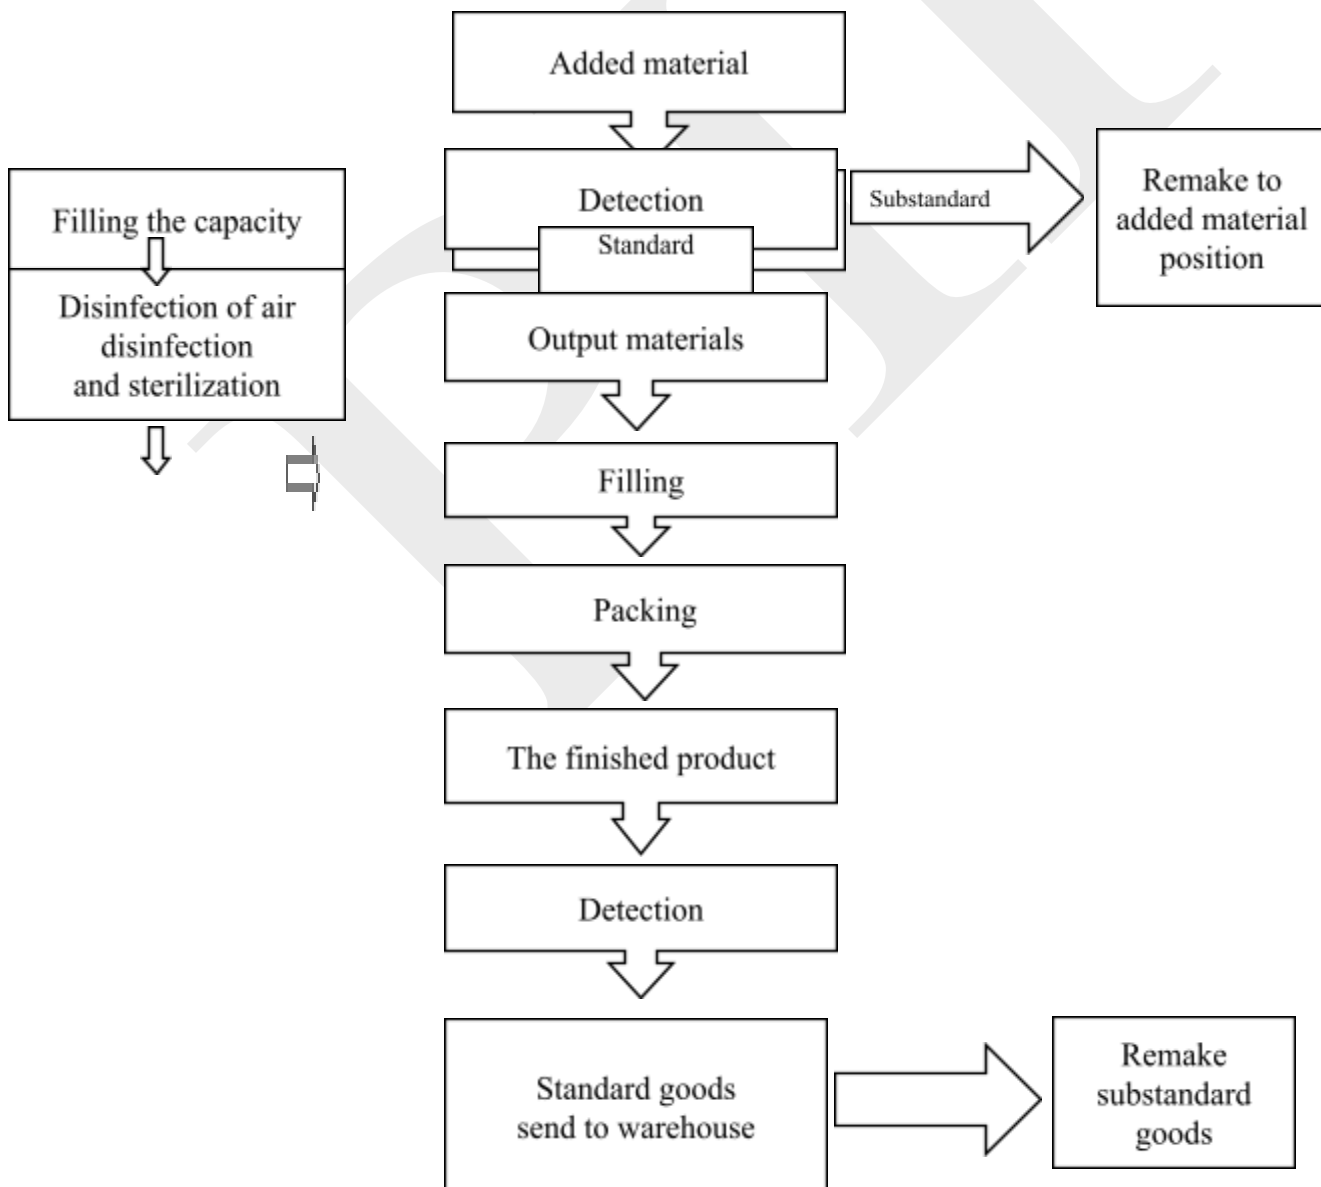 Added material
Detection
Standard
Substandard
Remake to
added material
position
Filling the capacity
Disinfection of air
disinfection
and sterilization
Output materials
Filling
Packing
The finished product
Detection
Standard goods
send to warehouse
Remake
substandard
goods